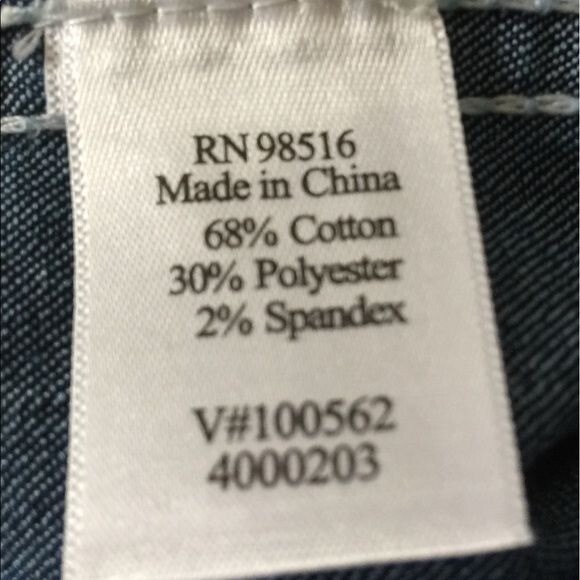 RN 98516
Made in China
68% Cotton
30% Polyester
2% Spandex
V#100562
4000203